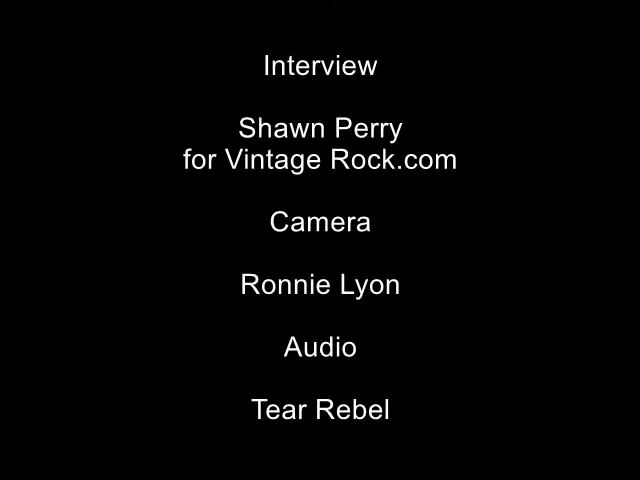 Interview
Shawn Perry
for Vintage Rock.com
Camera
Ronnie Lyon
Audio
Tear Rebel